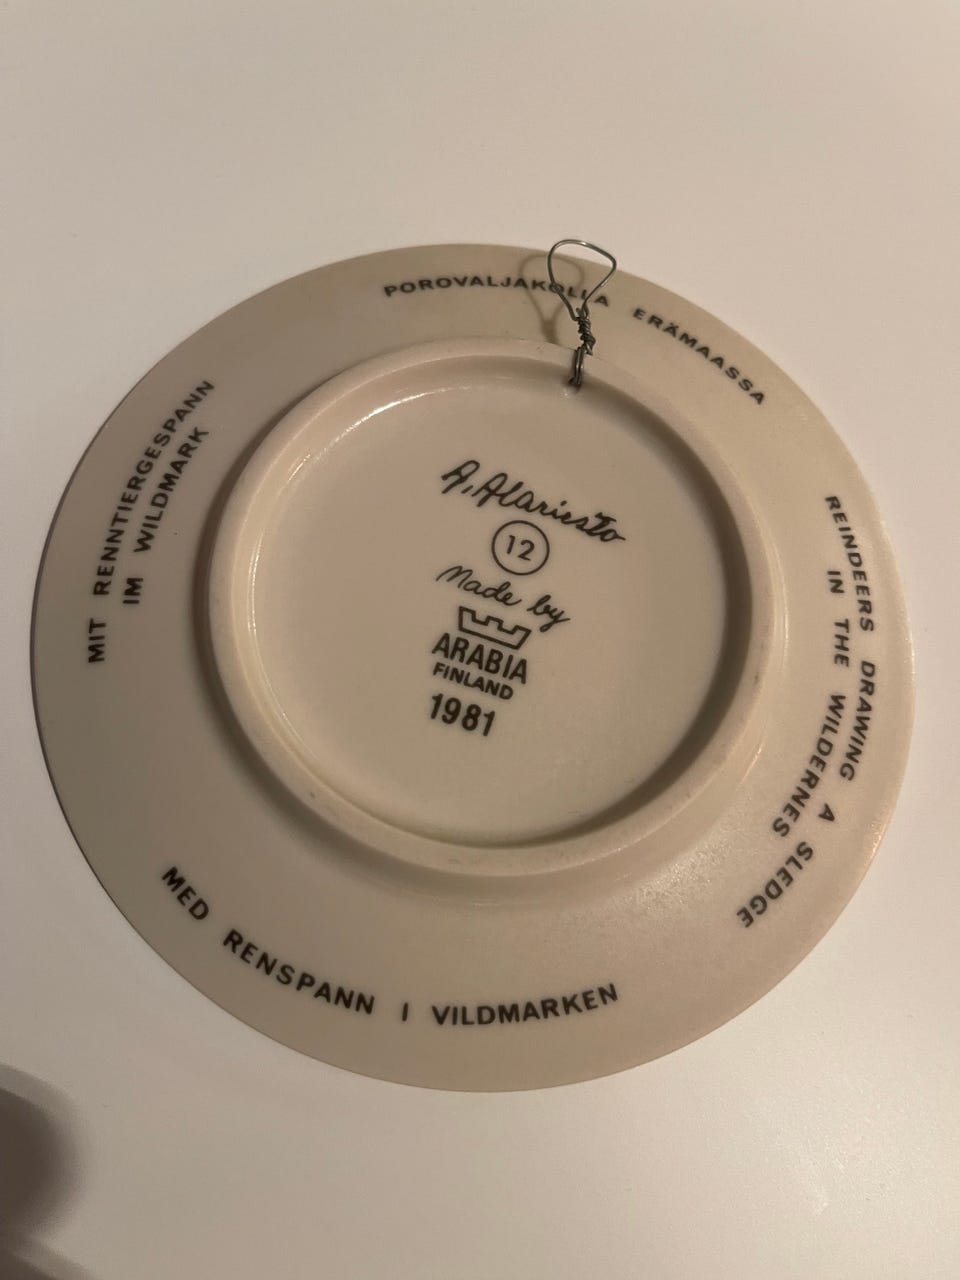 POROVALJAKOLLA ERÄMAASSA
REINDEERS DRAWING A SLEDGE
IN THE WILDERNES
MED RENSPANN I VILDMARKEN
MIT RENNTIERGESPANN
IM WILDMARK
A. Alariesto
12
Made by
ARABIA
FINLAND
1981